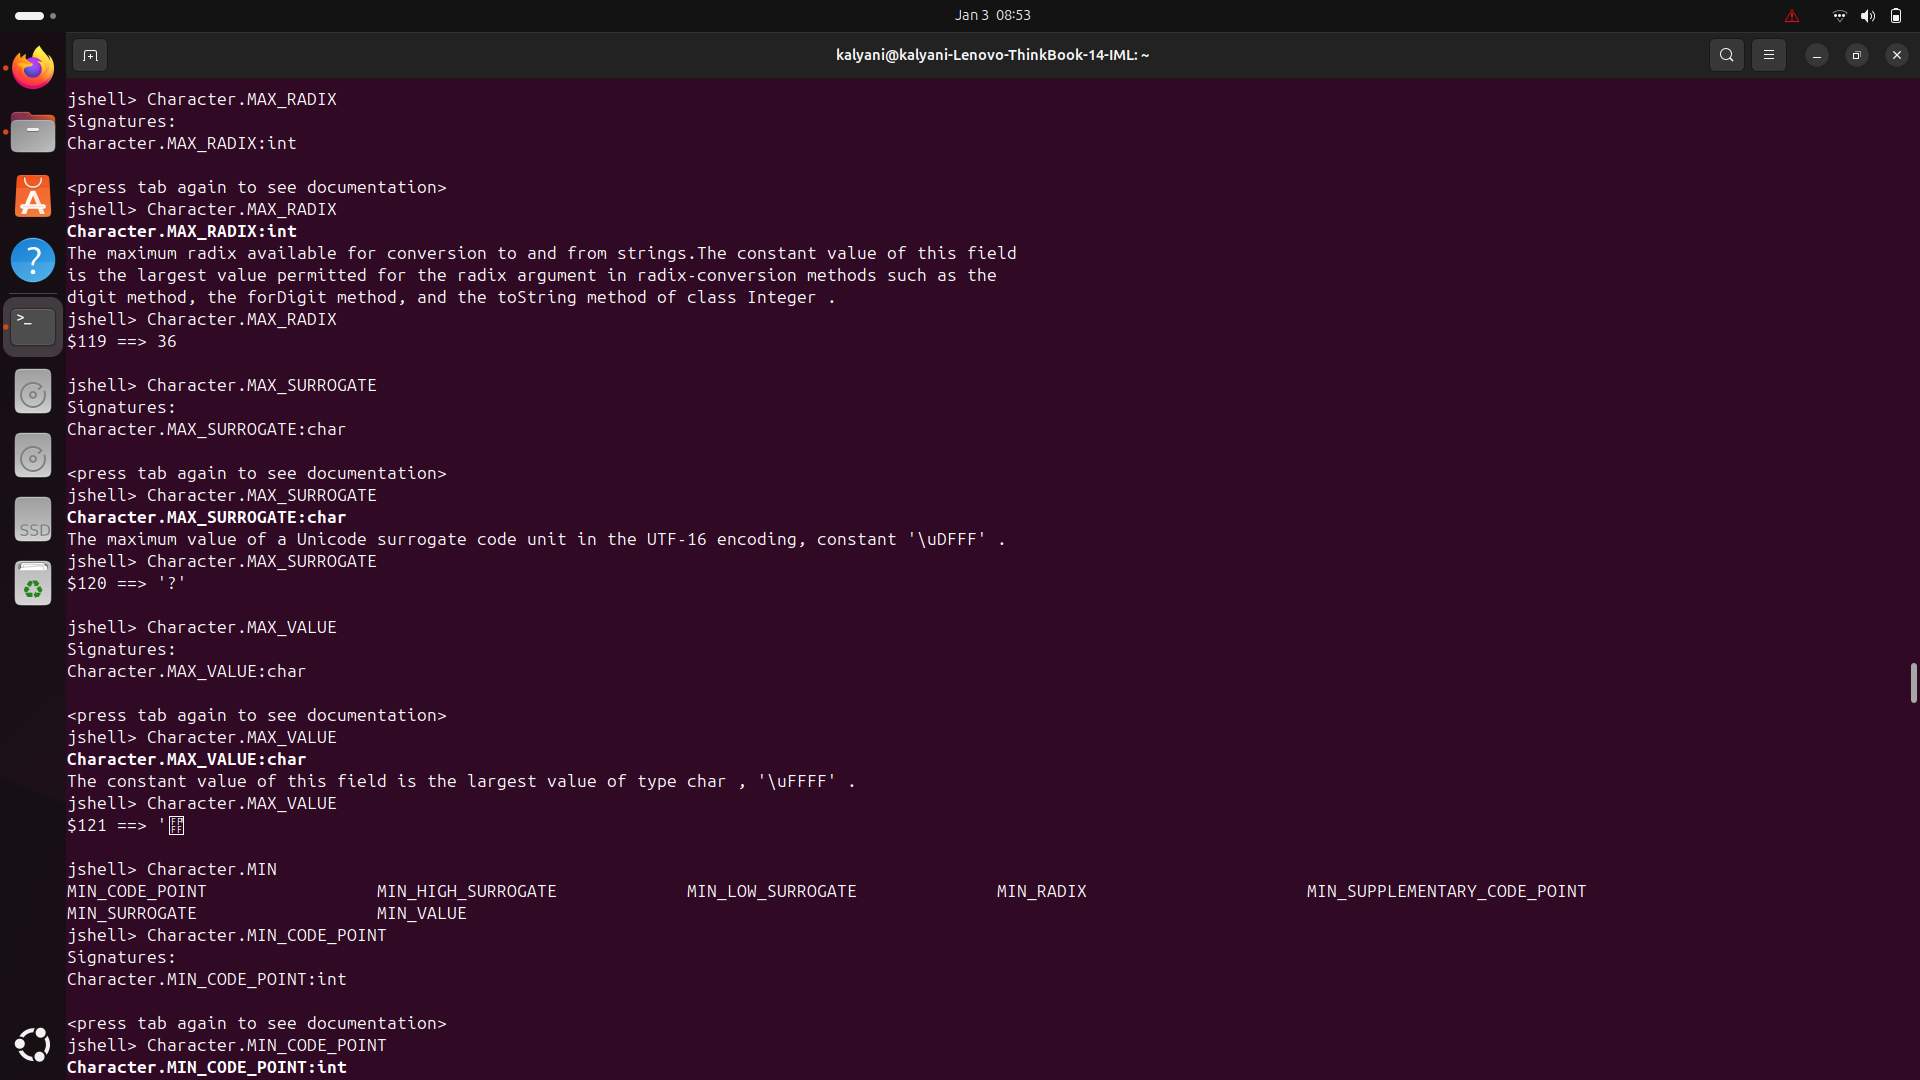 Jan 3 08:53
kalyani@kalyani-Lenovo-ThinkBook-14-IML: ~
jshell> Character.MAX_RADIX
Signatures:
Character.MAX_RADIX:int
<press tab again to see documentation>
jshell> Character.MAX_RADIX
Character.MAX_RADIX:int
The maximum radix available for conversion to and from strings.The constant value of this field
is the largest value permitted for the radix argument in radix-conversion methods such as the
digit method, the forDigit method, and the toString method of class Integer .
jshell> Character.MAX_RADIX
$119 ==> 36
jshell> Character.MAX_SURROGATE
Signatures:
Character.MAX_SURROGATE:char
<press tab again to see documentation>
jshell> Character.MAX_SURROGATE
Character.MAX_SURROGATE:char
The maximum value of a Unicode surrogate code unit in the UTF-16 encoding, constant '\uDFFF' .
jshell> Character.MAX_SURROGATE
$120 ==> '?'
jshell> Character.MAX_VALUE
Signatures:
Character.MAX_VALUE:char
<press tab again to see documentation>
jshell> Character.MAX_VALUE
Character.MAX_VALUE:char
The constant value of this field is the largest value of type char , '\uFFFF' .
jshell> Character.MAX_VALUE
$121 ==> '
jshell> Character.MIN
MIN_CODE_POINT MIN_HIGH_SURROGATE MIN_LOW_SURROGATE MIN_RADIX MIN_SUPPLEMENTARY_CODE_POINT
MIN_SURROGATE MIN_VALUE
jshell> Character.MIN_CODE_POINT
Signatures:
Character.MIN_CODE_POINT:int
<press tab again to see documentation>
jshell> Character.MIN_CODE_POINT
Character.MIN_CODE_POINT:int
SSD